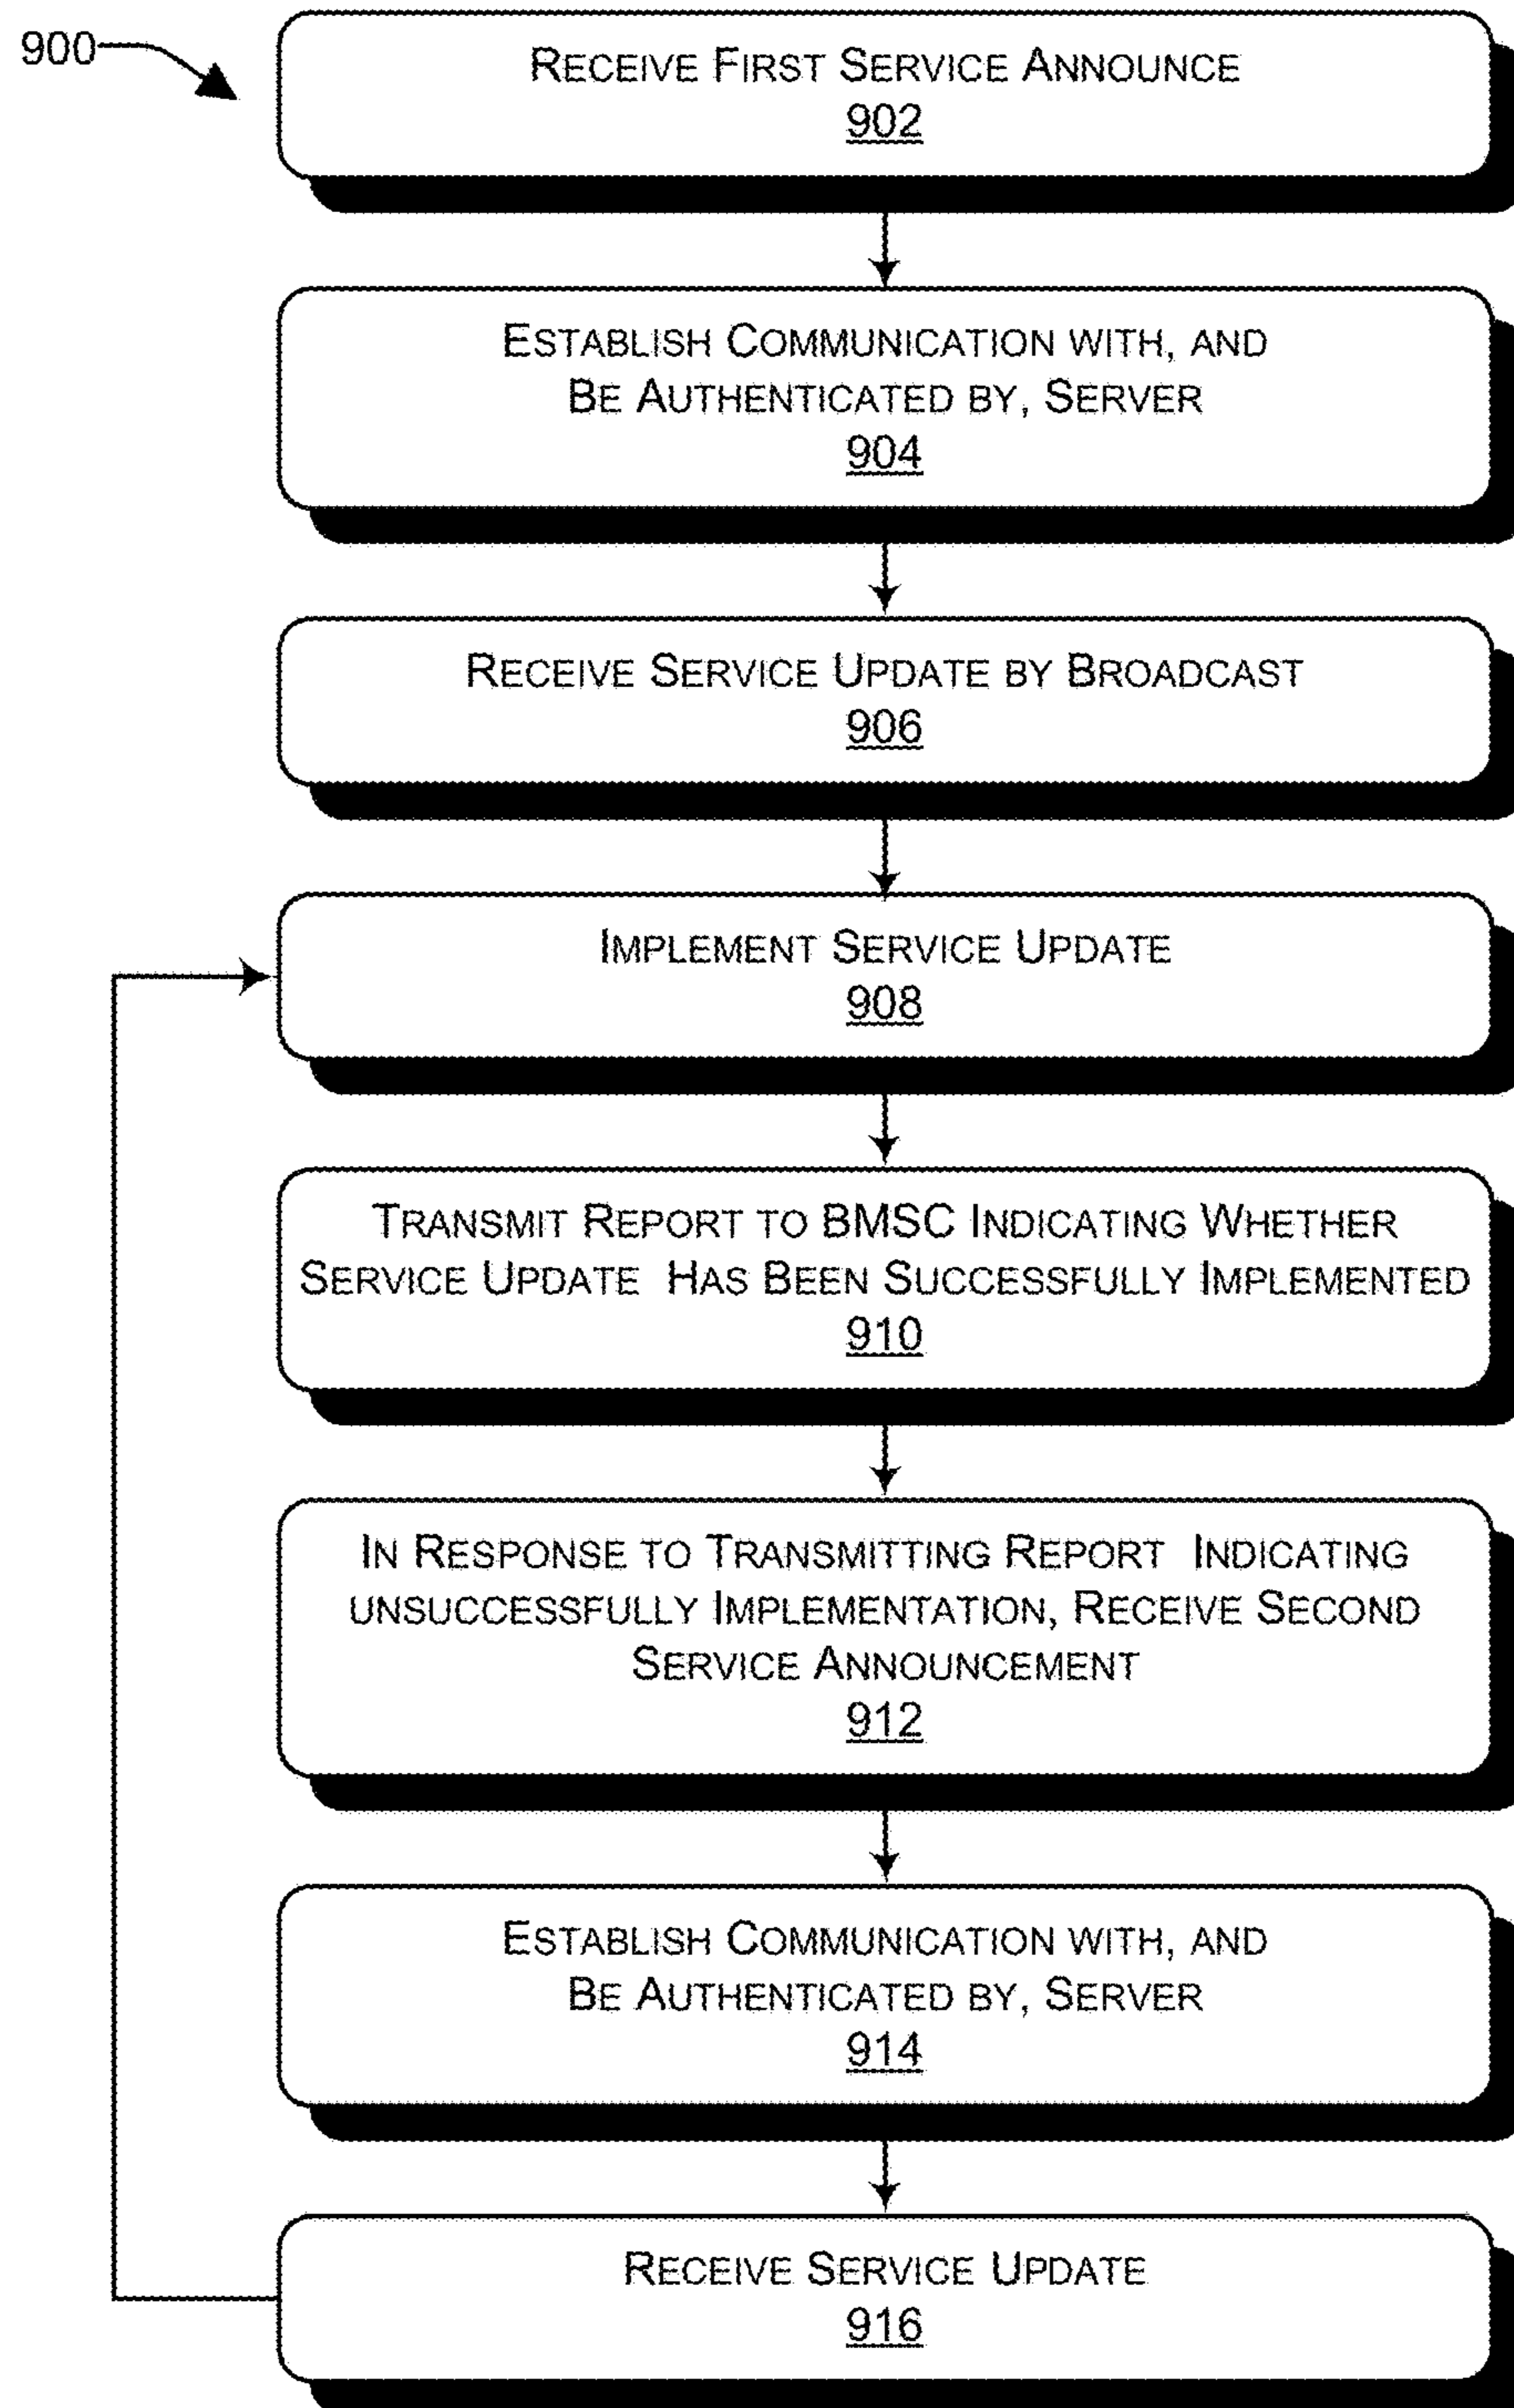 900
RECEIVE FIRST SERVICE ANNOUNCE
902
ESTABLISH COMMUNICATION WITH, AND
BE AUTHENTICATED BY, SERVER
904
RECEIVE SERVICE UPDATE BY BROADCAST
906
IMPLEMENT SERVICE UPDATE
908
TRANSMIT REPORT TO BMSC INDICATING WHETHER
SERVICE UPDATE HAS BEEN SUCCESSFULLY IMPLEMENTED
910
IN RESPONSE TO TRANSMITTING REPORT INDICATING
UNSUCCESSFULLY IMPLEMENTATION, RECEIVE SECOND
SERVICE ANNOUNCEMENT
912
ESTABLISH COMMUNICATION WITH, AND
BE AUTHENTICATED BY, SERVER
914
RECEIVE SERVICE UPDATE
916